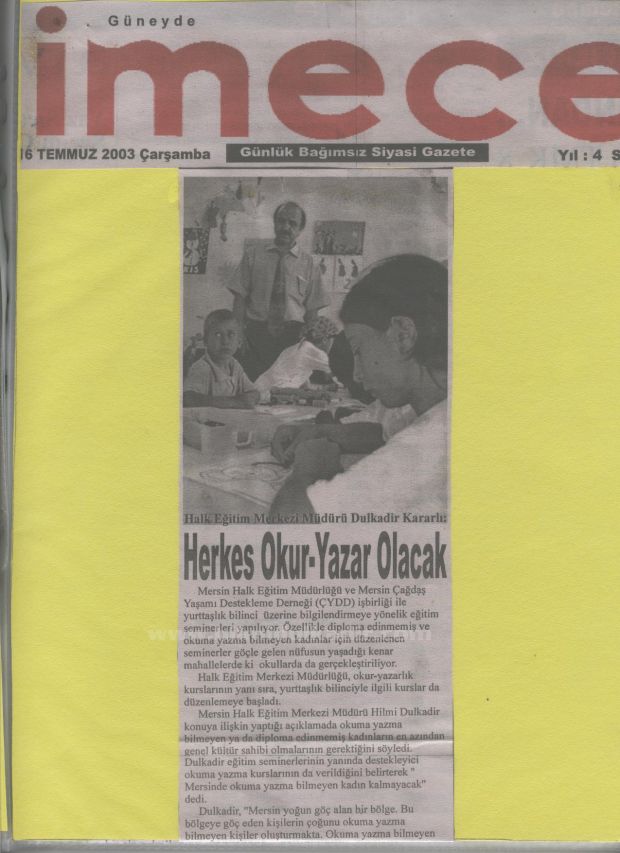 Güneyde
imece
16 TEMMUZ 2003 Çarşamba
Günlük Bağımsız Siyasi Gazete
Yıl : 4 S
Halk Eğitim Merkezi Müdürü Dulkadir Kararlı:
Herkes Okur-Yazar Olacak
Mersin Halk Eğitim Müdürlüğü ve Mersin Çağdaş
Yaşamı Destekleme Derneği (ÇYDD) işbirliği ile
yurttaşlık bilinci üzerine bilgilendirmeye yönelik eğitim
seminerleri yapılıyor. Özellikle diploma edinmemiş ve
okuma yazma bilmeyen kadınlar için düzenlenen
seminerler göçle gelen nüfusun yaşadığı kenar
mahallelerde ki okullarda da gerçekleştiriliyor.
Halk Eğitim Merkezi Müdürlüğü, okur-yazarlık
kurslarının yanı sıra, yurttaşlık bilinciyle ilgili kurslar da
düzenlemeye başladı.
Mersin Halk Eğitim Merkezi Müdürü Hilmi Dulkadir
konuya ilişkin yaptığı açıklamada okuma yazma
bilmeyen ya da diploma edinmemiş kadınların en azından
genel kültür sahibi olmalarının gerektiğini söyledi.
Dulkadir eğitim seminerlerinin yanında destekleyici
okuma yazma kurslarının da verildiğini belirterek "
Mersinde okuma yazma bilmeyen kadın kalmayacak"
dedi.
Dulkadir, "Mersin yoğun göç alan bir bölge. Bu
bölgeye göç eden kişilerin çoğunu okuma yazma
bilmeyen kişiler oluşturmakta. Okuma yazma bilmeyen